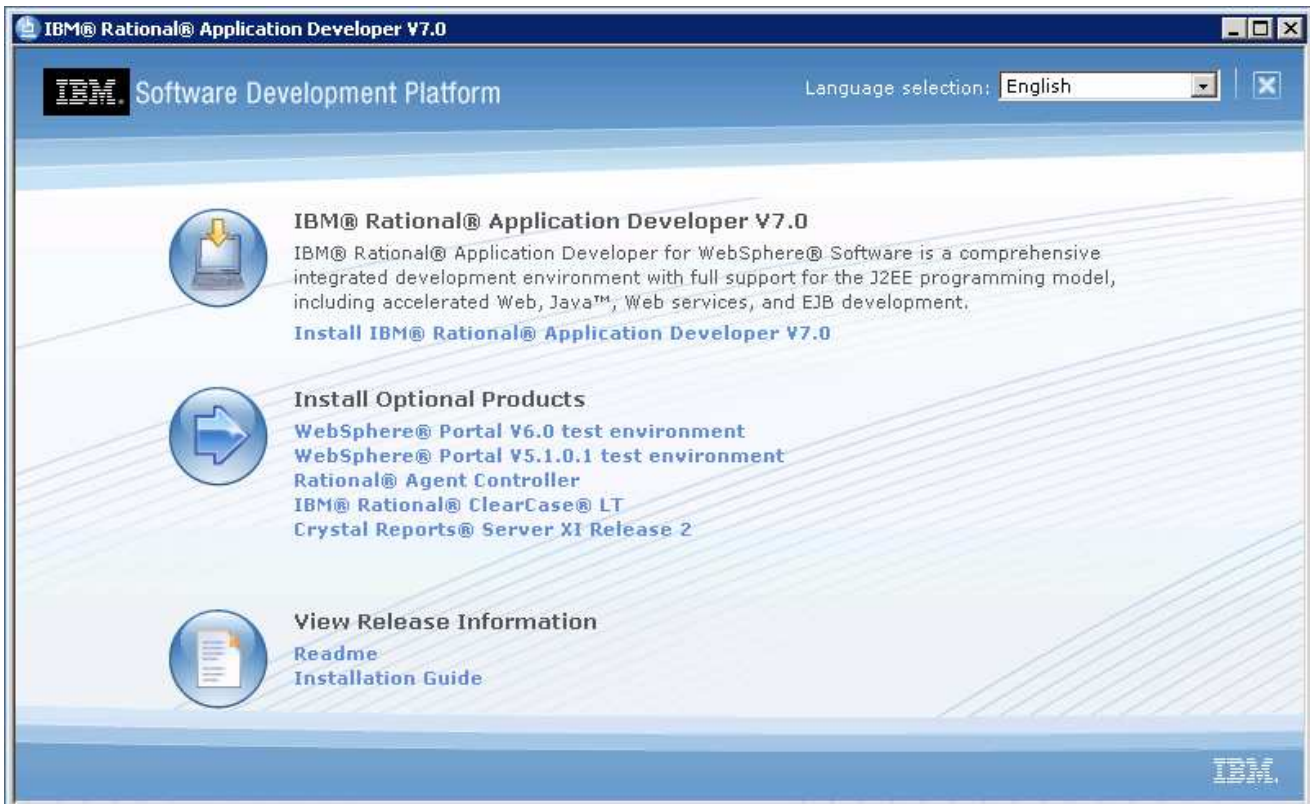 IBM® Rational® Application Developer V7.0
IBM. Software Development Platform
Language selection: English
IBM® Rational® Application Developer V7.0
IBM® Rational® Application Developer for WebSphere® Software is a comprehensive
integrated development environment with full support for the J2EE programming model,
including accelerated Web, Java™, Web services, and EJB development.
Install IBM® Rational® Application Developer V7.0
Install Optional Products
WebSphere® Portal V6.0 test environment
WebSphere® Portal V5.1.0.1 test environment
Rational® Agent Controller
IBM® Rational® ClearCase® LT
Crystal Reports® Server XI Release 2
View Release Information
Readme
Installation Guide
IBM.